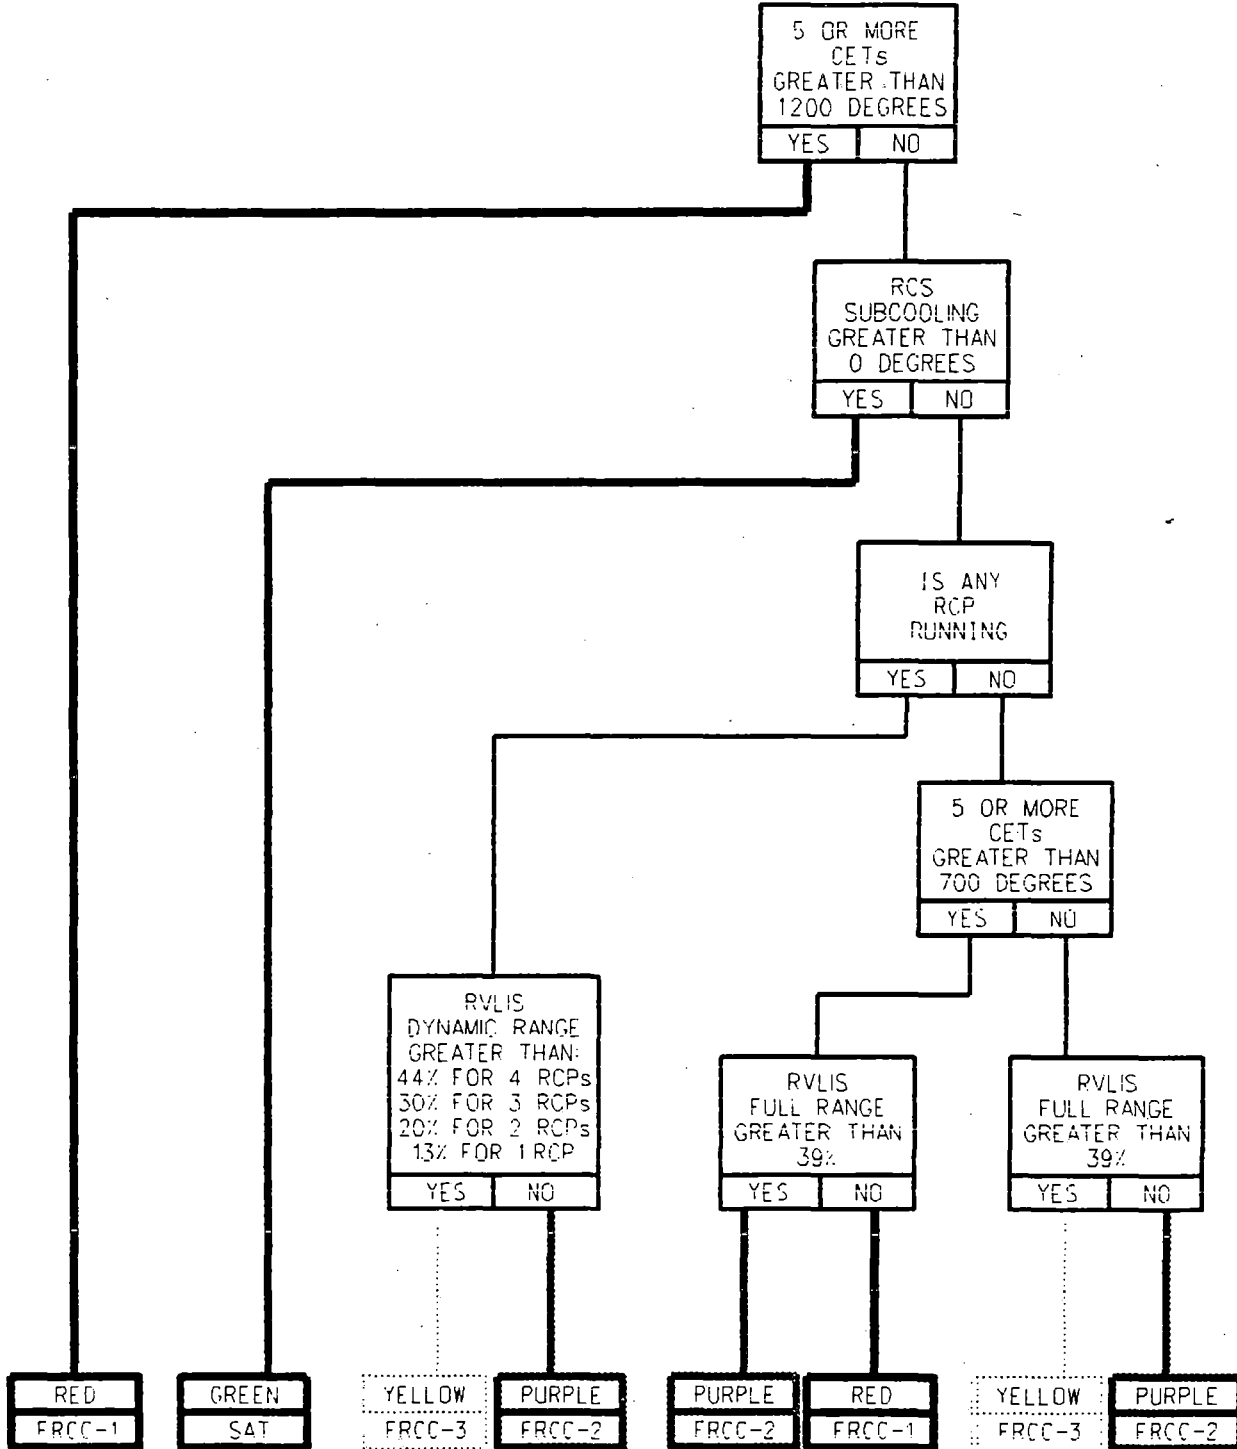 5 OR MORE
CETs
GREATER THAN
1200 DEGREES
YES NO
RCS
SUBCOOLING
GREATER THAN
0 DEGREES
YES NO
IS ANY
RCP
RUNNING
YES NO
5 OR MORE
CETs
GREATER THAN
700 DEGREES
YES NO
RVLIS
DYNAMIC RANGE
GREATER THAN:
44% FOR 4 RCPs
30% FOR 3 RCPs
20% FOR 2 RCPs
13% FOR 1 RCP
YES NO
RVLIS
FULL RANGE
GREATER THAN
39%
YES NO
RVLIS
FULL RANGE
GREATER THAN
39%
YES NO
RED
FRCC-1
GREEN
SAT
YELLOW
FRCC-3
PURPLE
FRCC-2
PURPLE
FRCC-2
RED
FRCC-1
YELLOW
FRCC-3
PURPLE
FRCC-2